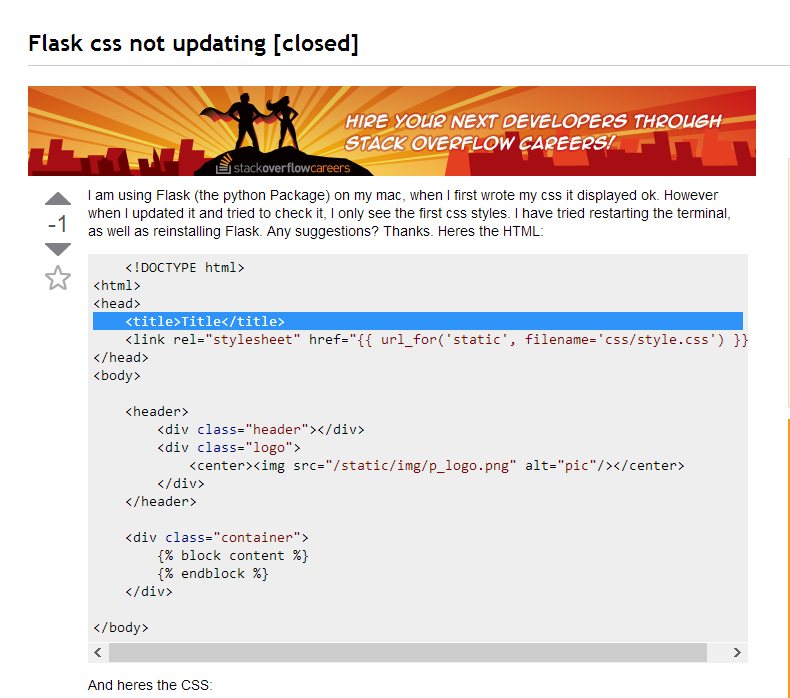 Flask css not updating [closed]
HIRE YOUR NEXT DEVELOPERS THROUGH
STACK OVERFLOW CAREERS!
stackoverflowcareers
I am using Flask (the python Package) on my mac, when I first wrote my css it displayed ok. However
-1
when I updated it and tried to check it, I only see the first css styles. I have tried restarting the terminal,
as well as reinstalling Flask. Any suggestions? Thanks. Heres the HTML:
<!DOCTYPE html>
<html>
<head>
<title>Title</title>
<link rel="stylesheet" href="{{ url_for('static', filename='css/style.css') }}
</head>
<body>
<header>
<div class="header"></div>
<div class="logo">
<center><img src="/static/img/p_logo.png" alt="pic"/></center>
</div>
</header>
<div class="container">
{% block content %}
{% endblock %}
</div>
</body>
And heres the CSS: